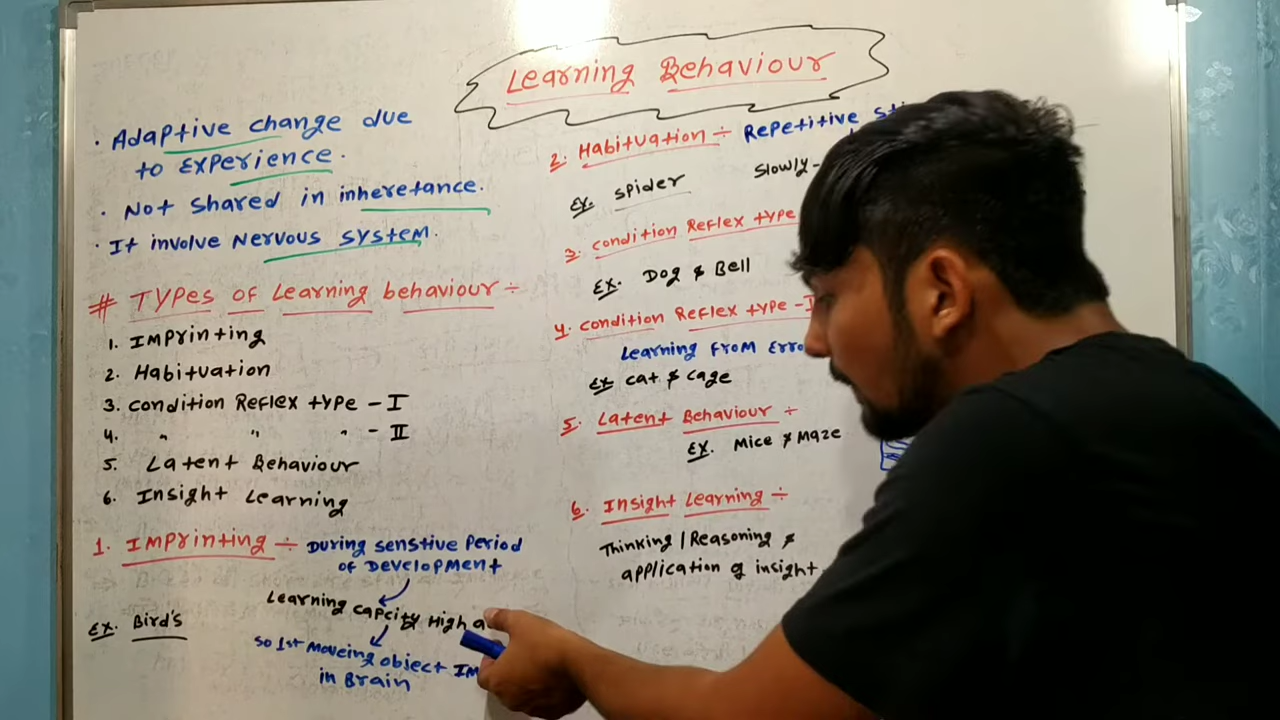 Learning Behaviour
· Adaptive change due
to Experience.
· Not shared in inheretance.
· It involve Nervous system.
# Types of Learning behaviour ÷
1. Imprinting
2. Habituation
3. condition Reflex type - I
4. " " " - II
5. Latent Behaviour
6. Insight Learning
1. Imprinting ÷ During senstive Period
of Development
Learning capcity High
Ex. Bird's
so 1st moveing object
in Brain
2. Habituation ÷ Repetitive
Slowly-
Ex. spider
3. condition Reflex type
Ex. Dog & Bell
4. condition Reflex type -
Learning From
Ex cat & cage
5. Latent Behaviour ÷
Ex. Mice & Maze
6. Insight Learning ÷
Thinking / Reasoning &
application of insight